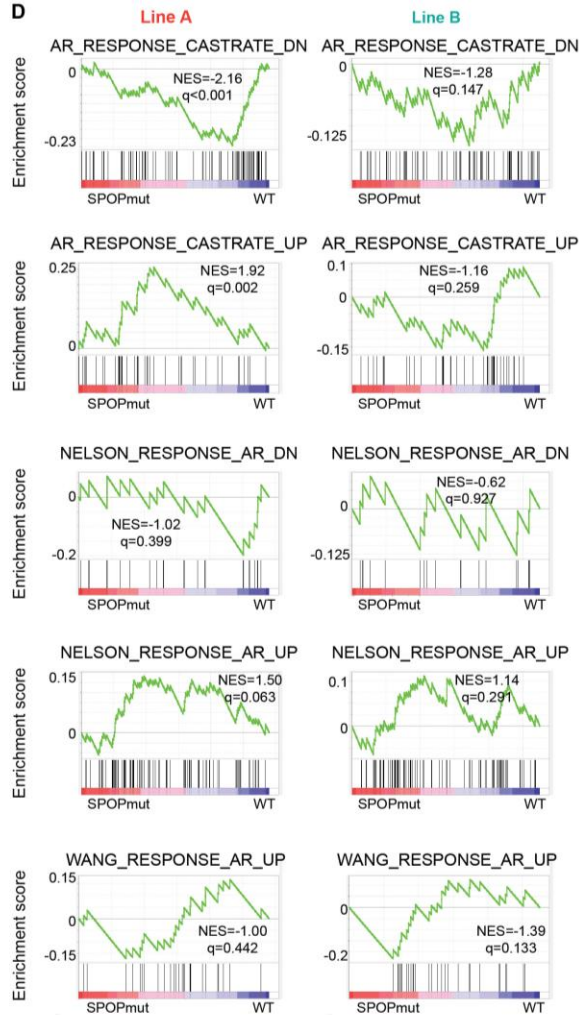 D
Line A
Line B
AR_RESPONSE_CASTRATE_DN
AR_RESPONSE_CASTRATE_DN
Enrichment score
0
-0.23
NES=-2.16
q<0.001
SPOPmut
WT
0
-0.125
NES=-1.28
q=0.147
SPOPmut
WT
AR_RESPONSE_CASTRATE_UP
AR_RESPONSE_CASTRATE_UP
Enrichment score
0.25
0
NES=1.92
q=0.002
SPOPmut
WT
0.1
0
-0.15
NES=-1.16
q=0.259
SPOPmut
WT
NELSON_RESPONSE_AR_DN
NELSON_RESPONSE_AR_DN
Enrichment score
0
-0.2
NES=-1.02
q=0.399
SPOPmut
WT
0
-0.125
NES=-0.62
q=0.927
SPOPmut
WT
NELSON_RESPONSE_AR_UP
NELSON_RESPONSE_AR_UP
Enrichment score
0.15
0
NES=1.50
q=0.063
SPOPmut
WT
0.1
0
NES=1.14
q=0.291
SPOPmut
WT
WANG_RESPONSE_AR_UP
WANG_RESPONSE_AR_UP
Enrichment score
0.15
0
-0.15
NES=-1.00
q=0.442
SPOPmut
WT
0
-0.2
NES=-1.39
q=0.133
SPOPmut
WT